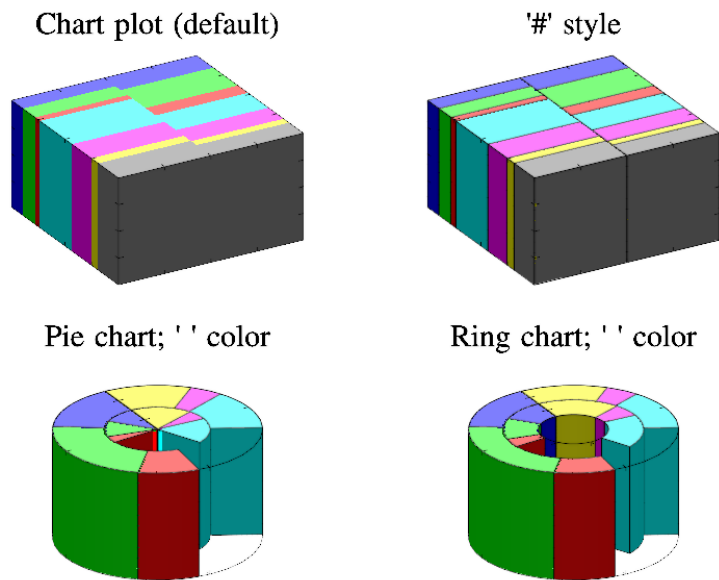 Chart plot (default)
'#' style
Pie chart; ' ' color
Ring chart; ' ' color